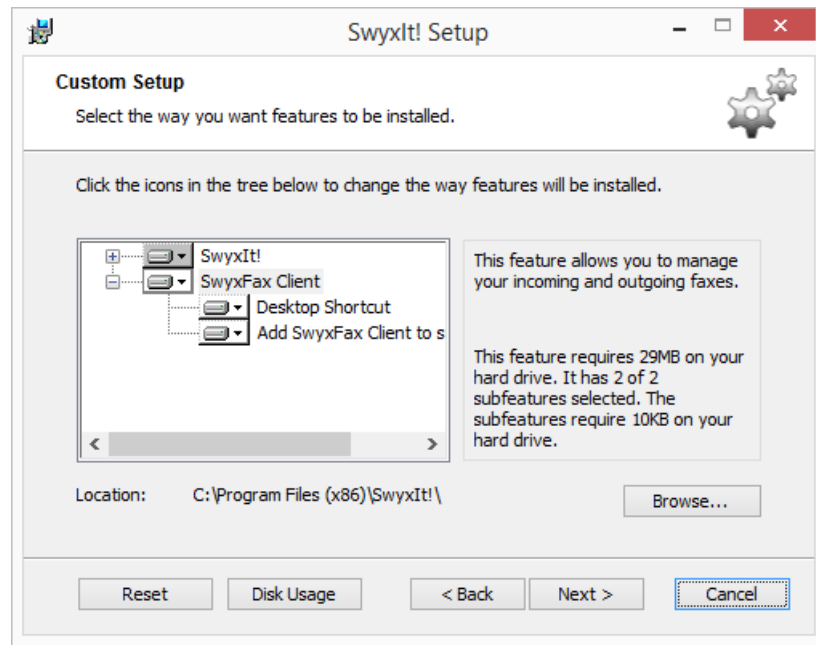 SwyxIt! Setup
Custom Setup
Select the way you want features to be installed.
Click the icons in the tree below to change the way features will be installed.
SwyxIt!
SwyxFax Client
Desktop Shortcut
Add SwyxFax Client to s
This feature allows you to manage
your incoming and outgoing faxes.
This feature requires 29MB on your
hard drive. It has 2 of 2
subfeatures selected. The
subfeatures require 10KB on your
hard drive.
Location: C:\Program Files (x86)\SwyxIt!\
Browse...
Reset Disk Usage < Back Next > Cancel